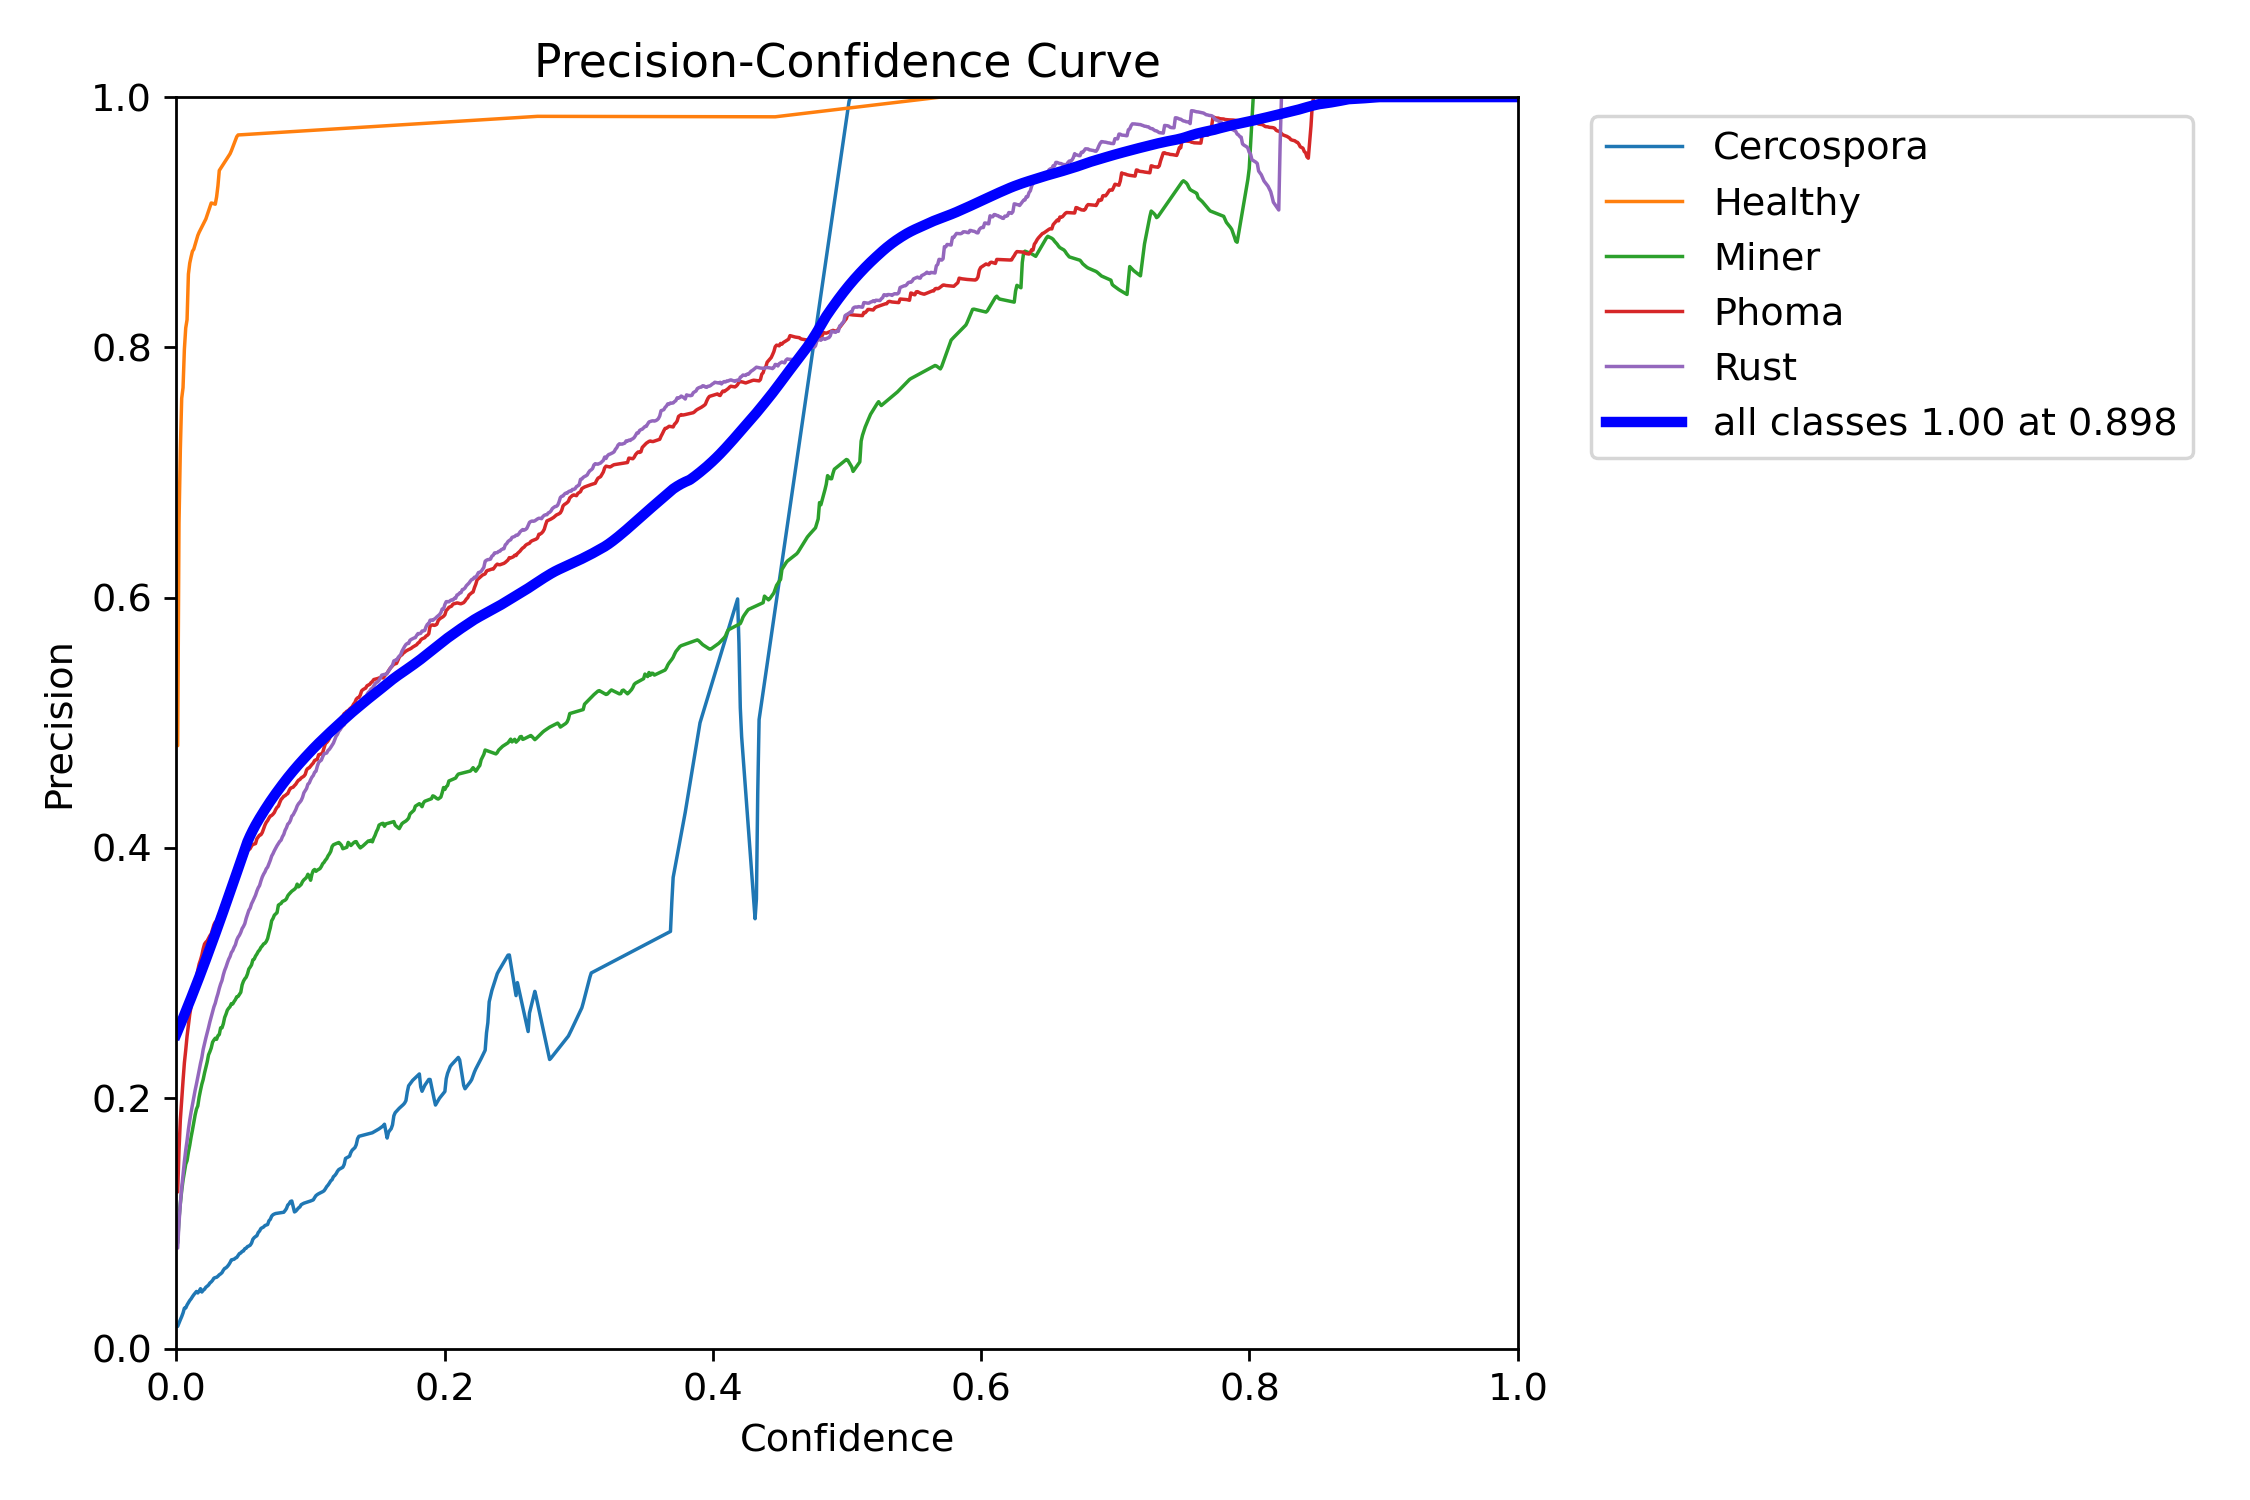 Precision-Confidence Curve
1.0
0.8
0.6
0.4
0.2
0.0
Precision
0.0 0.2 0.4 0.6 0.8 1.0
Confidence
Cercospora
Healthy
Miner
Phoma
Rust
all classes 1.00 at 0.898